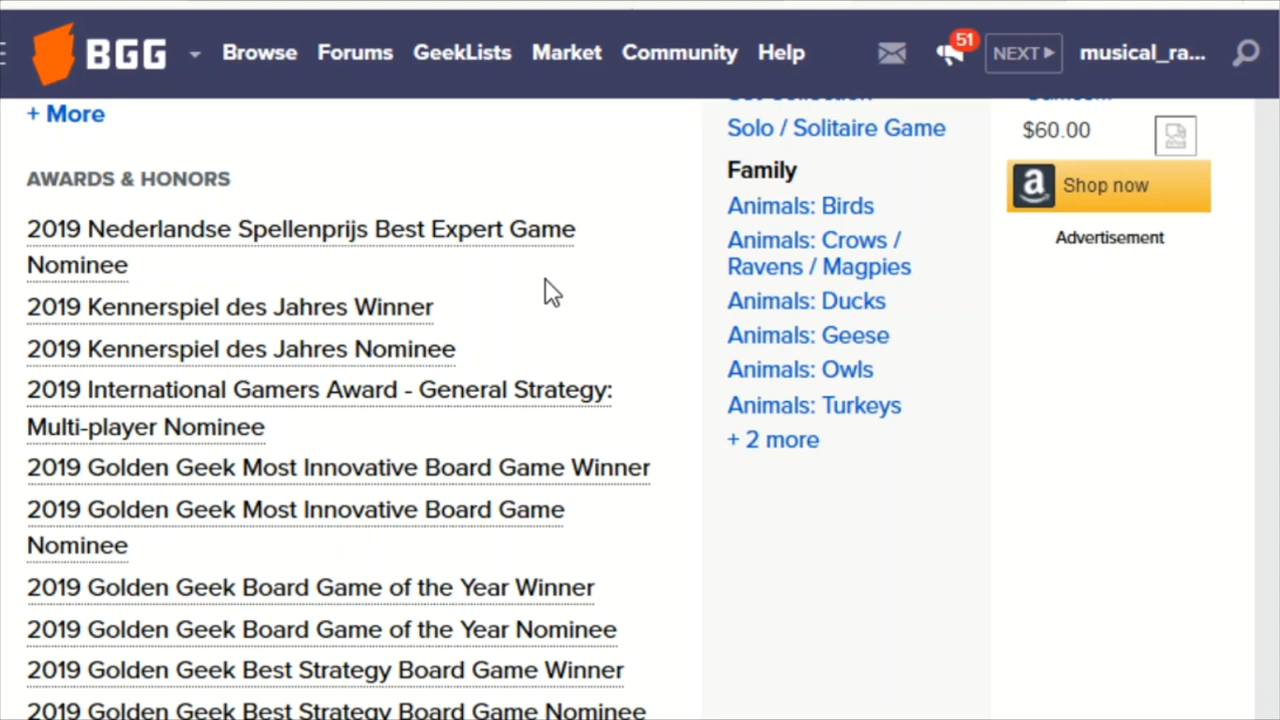 BGG
Browse
Forums
GeekLists
Market
Community
Help
51
NEXT
musical_ra...
+ More
AWARDS & HONORS
2019 Nederlandse Spellenprijs Best Expert Game
Nominee
2019 Kennerspiel des Jahres Winner
2019 Kennerspiel des Jahres Nominee
2019 International Gamers Award - General Strategy:
Multi-player Nominee
2019 Golden Geek Most Innovative Board Game Winner
2019 Golden Geek Most Innovative Board Game
Nominee
2019 Golden Geek Board Game of the Year Winner
2019 Golden Geek Board Game of the Year Nominee
2019 Golden Geek Best Strategy Board Game Winner
2019 Golden Geek Best Strategy Board Game Nominee
Solo / Solitaire Game
Family
Animals: Birds
Animals: Crows /
Ravens / Magpies
Animals: Ducks
Animals: Geese
Animals: Owls
Animals: Turkeys
+ 2 more
$60.00
a
Shop now
Advertisement